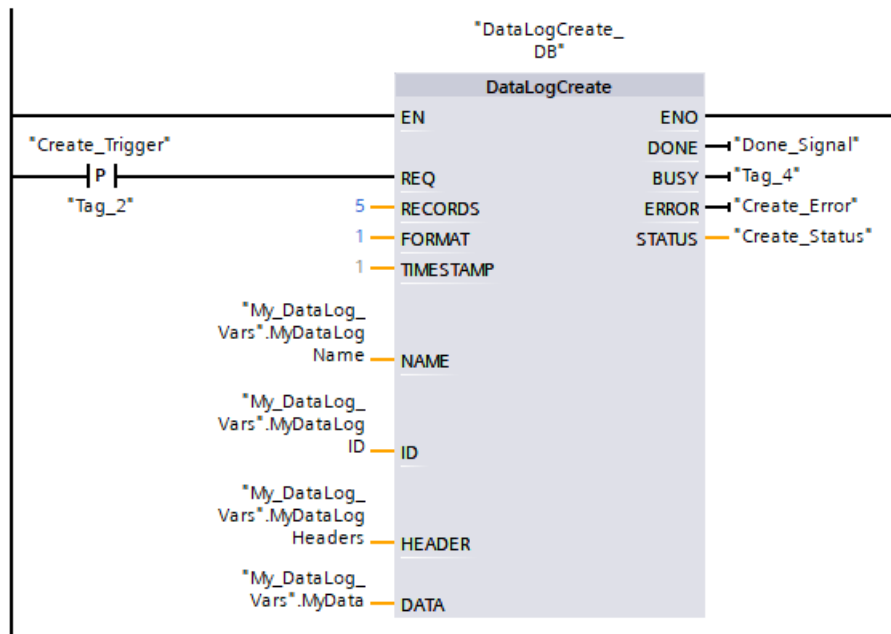 "DataLogCreate_
DB"
DataLogCreate
EN ENO
"Create_Trigger" DONE "Done_Signal"
P REQ BUSY "Tag_4"
"Tag_2" 5 RECORDS ERROR "Create_Error"
1 FORMAT STATUS "Create_Status"
1 TIMESTAMP
"My_DataLog_
Vars".MyDataLog
Name NAME
"My_DataLog_
Vars".MyDataLog
ID ID
"My_DataLog_
Vars".MyDataLog
Headers HEADER
"My_DataLog_
Vars".MyData DATA